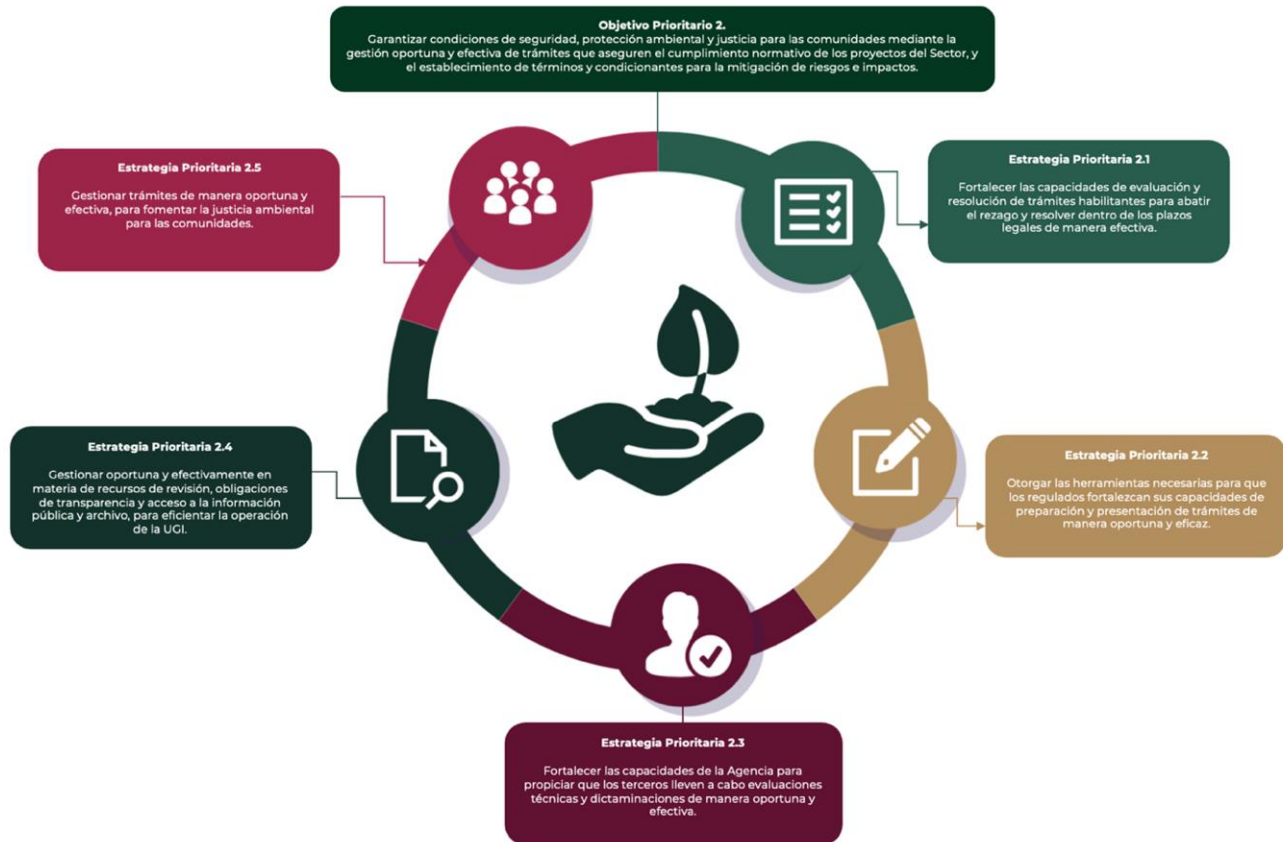 Objetivo Prioritario 2.
Garantizar condiciones de seguridad, protección ambiental y justicia para las comunidades mediante la
gestión oportuna y efectiva de trámites que aseguren el cumplimiento normativo de los proyectos del Sector, y
el establecimiento de términos y condicionantes para la mitigación de riesgos e impactos.
Estrategia Prioritaria 2.1
Fortalecer las capacidades de evaluación y
resolución de trámites habilitantes para abatir
el rezago y resolver dentro de los plazos
legales de manera efectiva.
Estrategia Prioritaria 2.2
Otorgar las herramientas necesarias para que
los regulados fortalezcan sus capacidades de
preparación y presentación de trámites de
manera oportuna y eficaz.
Estrategia Prioritaria 2.3
Fortalecer las capacidades de la Agencia para
propiciar que los terceros lleven a cabo evaluaciones
técnicas y dictaminaciones de manera oportuna y
efectiva.
Estrategia Prioritaria 2.4
Gestionar oportuna y efectivamente en
materia de recursos de revisión, obligaciones
de transparencia y acceso a la información
pública y archivo, para eficientar la operación
de la UGI.
Estrategia Prioritaria 2.5
Gestionar trámites de manera oportuna y
efectiva, para fomentar la justicia ambiental
para las comunidades.